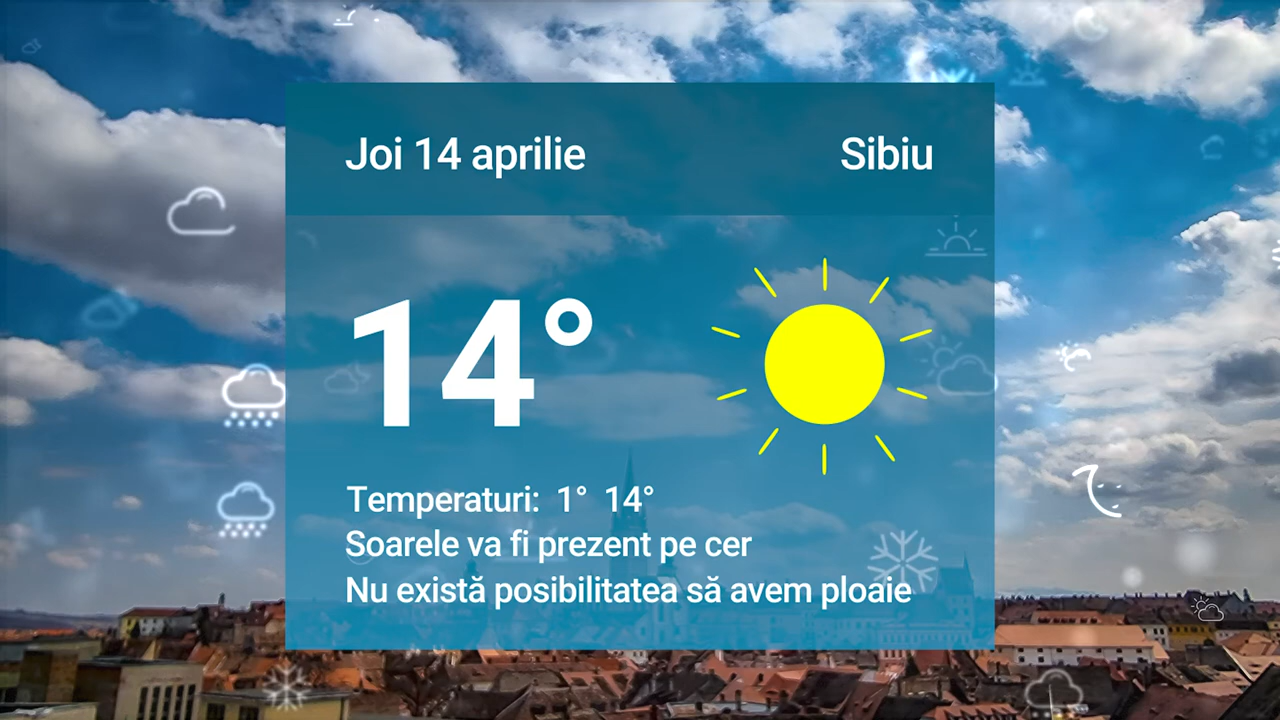 Joi 14 aprilie
Sibiu
14°
Temperaturi: 1° 14°
Soarele va fi prezent pe cer
Nu există posibilitatea să avem ploaie